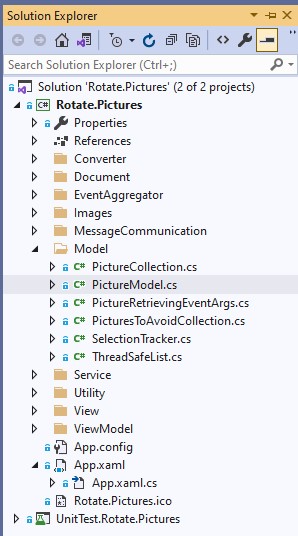 Solution Explorer
Search Solution Explorer (Ctrl+;)
Solution 'Rotate.Pictures' (2 of 2 projects)
C# Rotate.Pictures
Properties
References
Converter
Document
EventAggregator
Images
MessageCommunication
Model
C# PictureCollection.cs
C# PictureModel.cs
C# PictureRetrievingEventArgs.cs
C# PicturesToAvoidCollection.cs
C# SelectionTracker.cs
C# ThreadSafeList.cs
Service
Utility
View
ViewModel
App.config
App.xaml
App.xaml.cs
Rotate.Pictures.ico
UnitTest.Rotate.Pictures